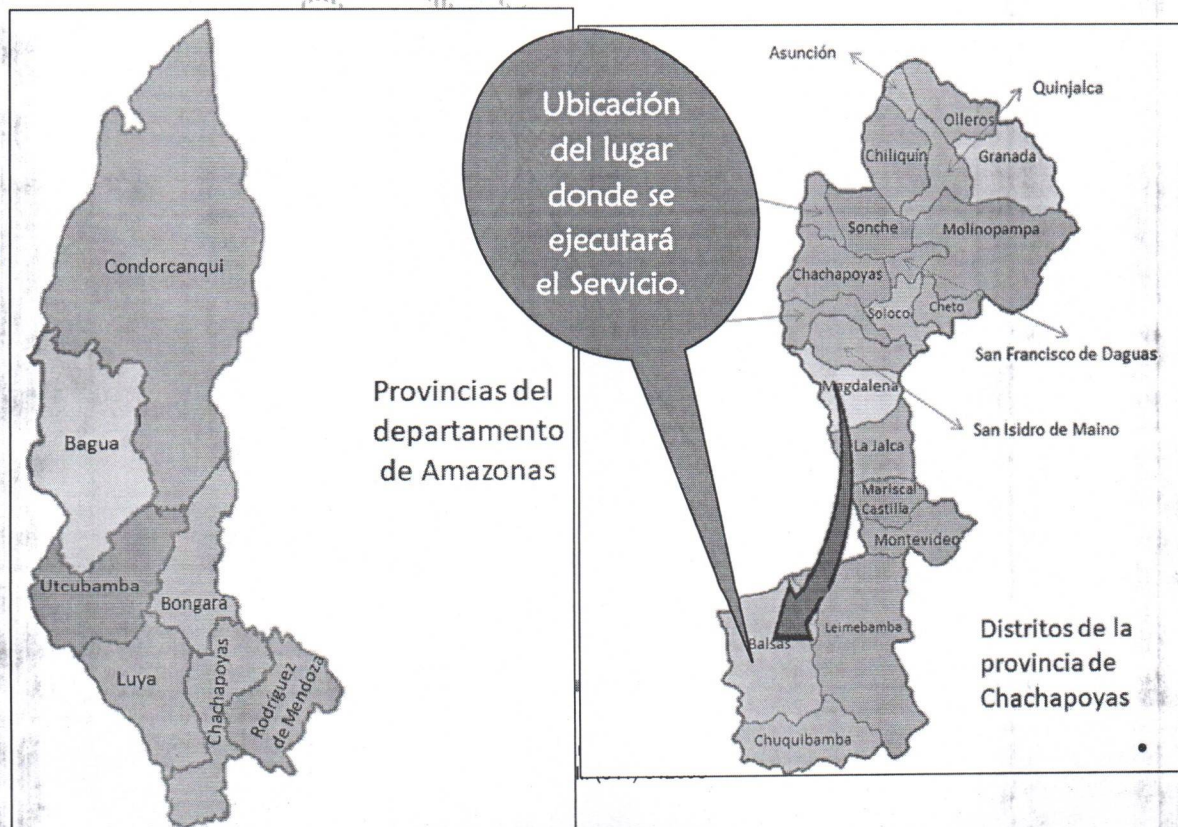 Condorcanqui
Bagua
Utcubamba
Bongará
Luya
Chachapoyas
Rodríguez
de Mendoza
Provincias del
departamento
de Amazonas
Ubicación
del lugar
donde se
ejecutará
el Servicio.
Asunción
Quinjalca
Olleros
Chiliquín
Granada
Sonche
Molinopampa
Chachapoyas
Soloco
Cheto
San Francisco de Daguas
Magdalena
San Isidro de Maino
La Jalca
Mariscal
Castilla
Montevideo
Balsas
Leimebamba
Chuquibamba
Distritos de la
provincia de
Chachapoyas